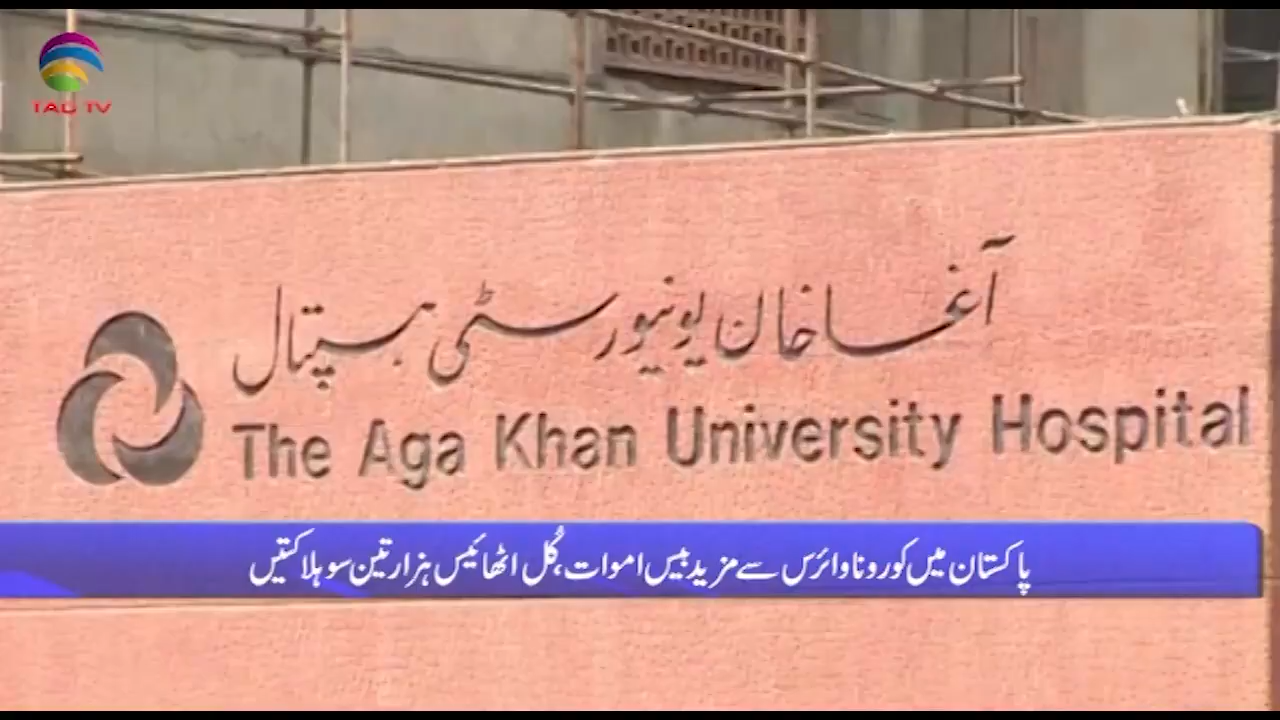 TAG TV
آغا خان یونیورسٹی ہسپتال
The Aga Khan University Hospital
پاکستان میں کورونا وائرس سے مزید بیس اموات، کُل اٹھائیس ہزار تین سو ہلاکتیں